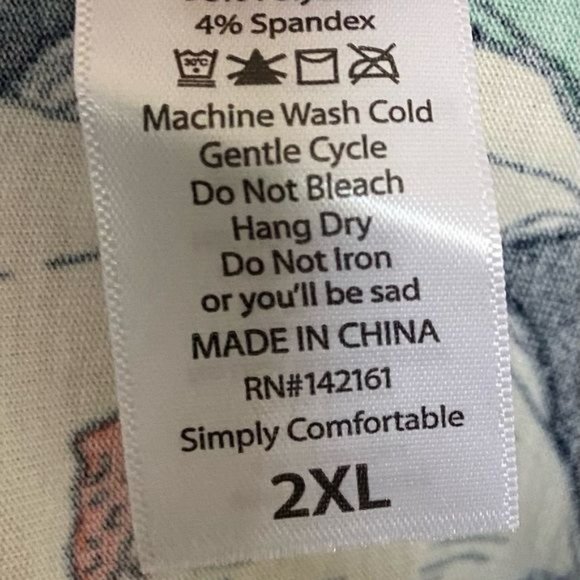 4% Spandex
30°C
Machine Wash Cold
Gentle Cycle
Do Not Bleach
Hang Dry
Do Not Iron
or you'll be sad
MADE IN CHINA
RN#142161
Simply Comfortable
2XL